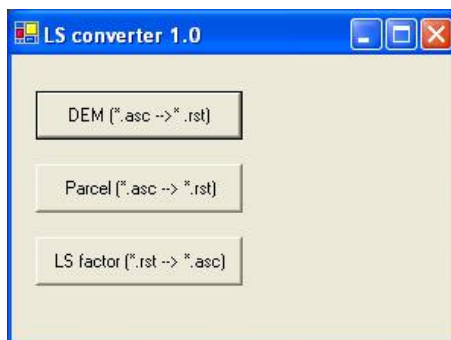 LS converter 1.0
DEM (*.asc -->* .rst)
Parcel (*.asc --> *.rst)
LS factor (*.rst --> *.asc)